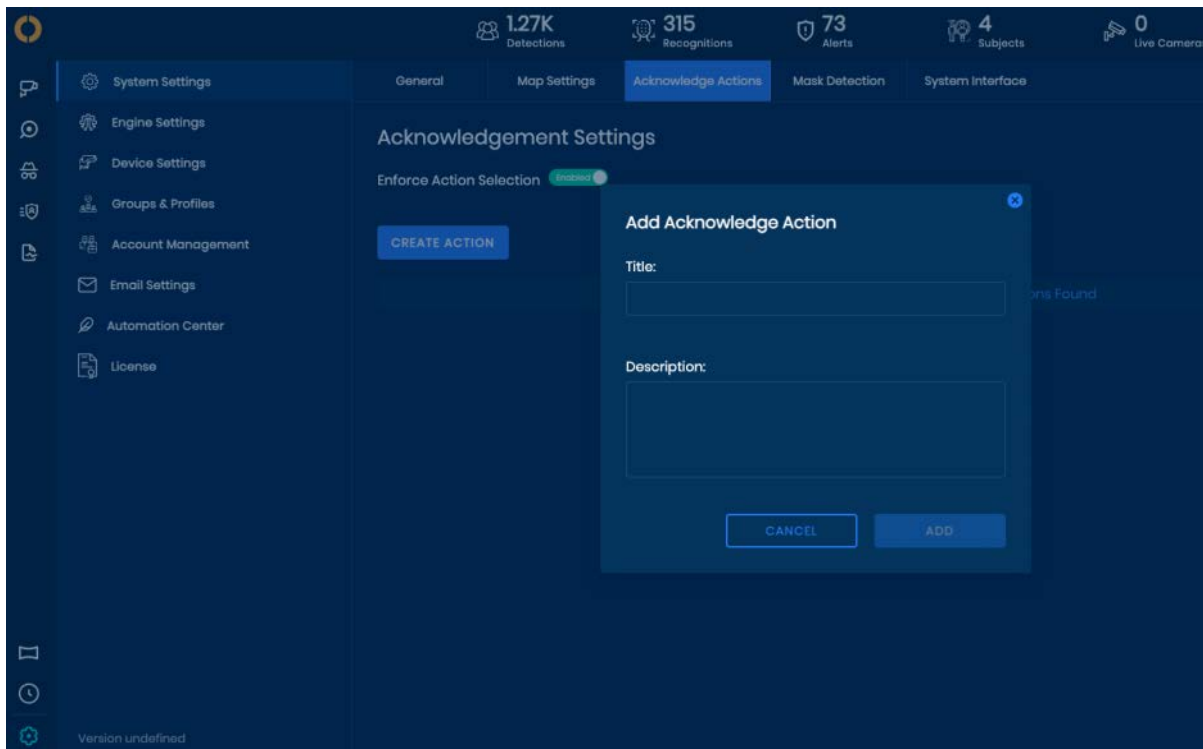 1.27K
Detections
315
Recognitions
73
Alerts
4
Subjects
0
Live Camera
System Settings
Engine Settings
Device Settings
Groups & Profiles
Account Management
Email Settings
Automation Center
License
Version undefined
General Map Settings Acknowledge Actions Mask Detection System Interface
Acknowledgement Settings
Enforce Action Selection Enabled
CREATE ACTION
ons Found
Add Acknowledge Action
Title:
Description:
CANCEL ADD